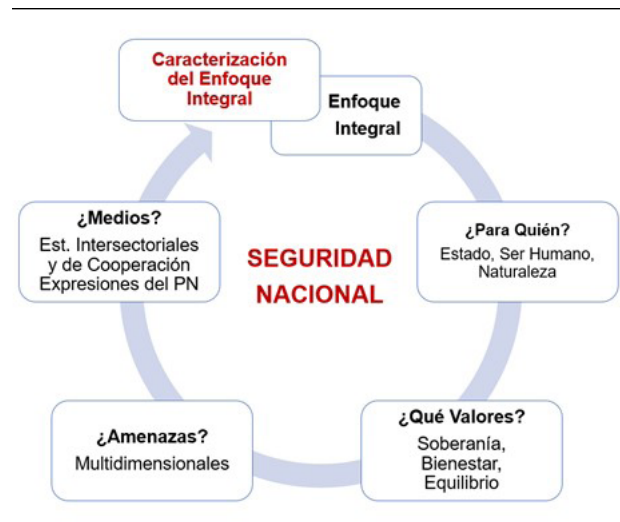 Caracterización
del Enfoque
Integral
Enfoque
Integral
¿Para Quién?
Estado, Ser Humano,
Naturaleza
¿Qué Valores?
Soberanía,
Bienestar,
Equilibrio
¿Amenazas?
Multidimensionales
¿Medios?
Est. Intersectoriales
y de Cooperación
Expresiones del PN
SEGURIDAD
NACIONAL